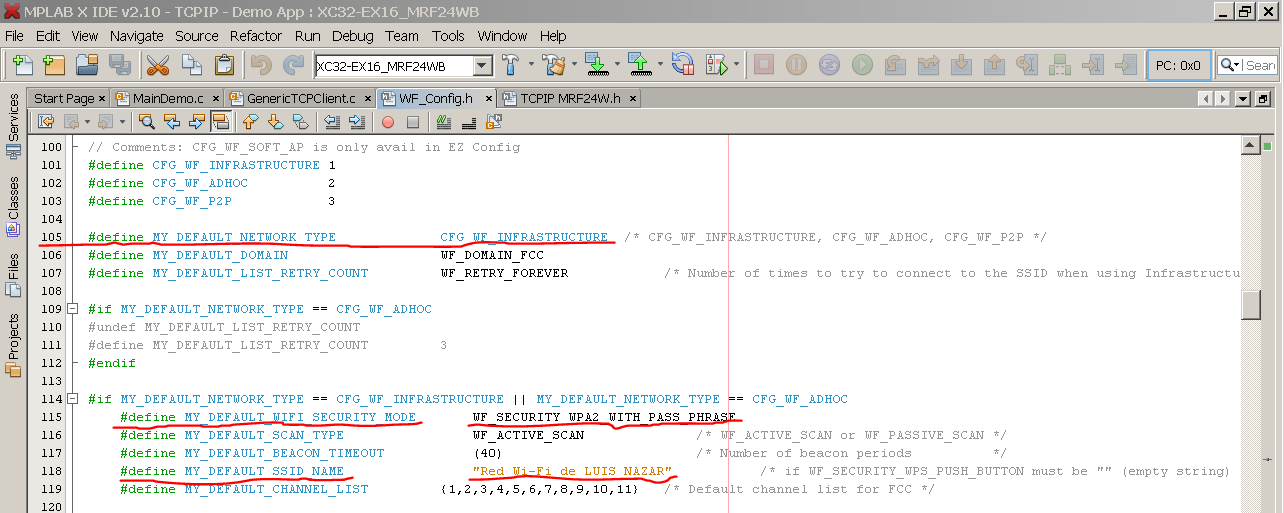 MPLAB X IDE v2.10 - TCPIP - Demo App : XC32-EX16_MRF24WB
File Edit View Navigate Source Refactor Run Debug Team Tools Window Help
XC32-EX16_MRF24WB
PC: 0x0
Start Page MainDemo.c GenericTCPClient.c WF_Config.h TCPIP MRF24W.h
Services
Classes
Files
Projects
100 // Comments: CFG_WF_SOFT_AP is only avail in EZ Config
101 #define CFG_WF_INFRASTRUCTURE 1
102 #define CFG_WF_ADHOC 2
103 #define CFG_WF_P2P 3
104
105 #define MY_DEFAULT_NETWORK_TYPE CFG_WF_INFRASTRUCTURE /* CFG_WF_INFRASTRUCTURE, CFG_WF_ADHOC, CFG_WF_P2P */
106 #define MY_DEFAULT_DOMAIN WF_DOMAIN_FCC
107 #define MY_DEFAULT_LIST_RETRY_COUNT WF_RETRY_FOREVER /* Number of times to try to connect to the SSID when using Infrastructu
108
109 #if MY_DEFAULT_NETWORK_TYPE == CFG_WF_ADHOC
110 #undef MY_DEFAULT_LIST_RETRY_COUNT
111 #define MY_DEFAULT_LIST_RETRY_COUNT 3
112 #endif
113
114 #if MY_DEFAULT_NETWORK_TYPE == CFG_WF_INFRASTRUCTURE || MY_DEFAULT_NETWORK_TYPE == CFG_WF_ADHOC
115 #define MY_DEFAULT_WIFI_SECURITY_MODE WF_SECURITY_WPA2_WITH_PASS_PHRASE
116 #define MY_DEFAULT_SCAN_TYPE WF_ACTIVE_SCAN /* WF_ACTIVE_SCAN or WF_PASSIVE_SCAN */
117 #define MY_DEFAULT_BEACON_TIMEOUT (40) /* Number of beacon periods */
118 #define MY_DEFAULT_SSID_NAME "Red Wi-Fi de LUIS NAZAR" /* if WF_SECURITY_WPS_PUSH_BUTTON must be "" (empty string)
119 #define MY_DEFAULT_CHANNEL_LIST {1,2,3,4,5,6,7,8,9,10,11} /* Default channel list for FCC */
120